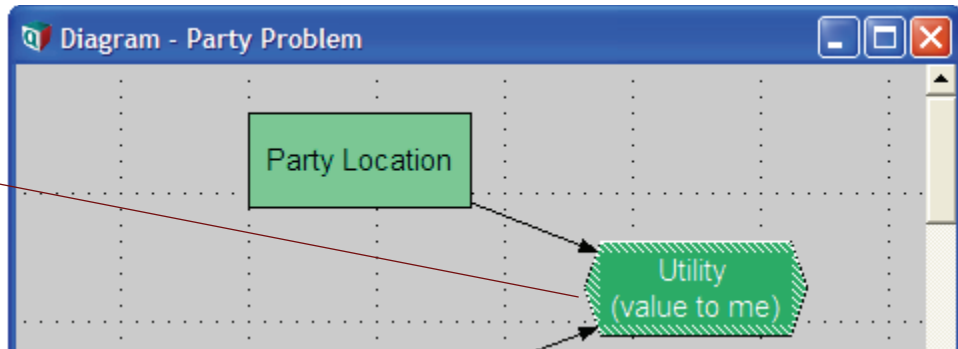 Diagram - Party Problem
Party Location
Utility
(value to me)